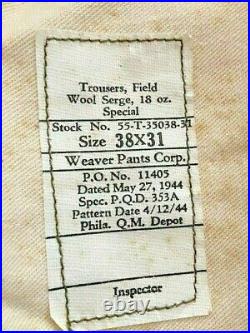 Trousers, Field
Wool Serge, 18 oz.
Special
Stock No. 55-T-35038-31
Size 38X31
Weaver Pants Corp.
P.O. No. 11405
Dated May 27, 1944
Spec. P.Q.D. 353A
Pattern Date 4/12/44
Phila. Q.M. Depot
Inspector